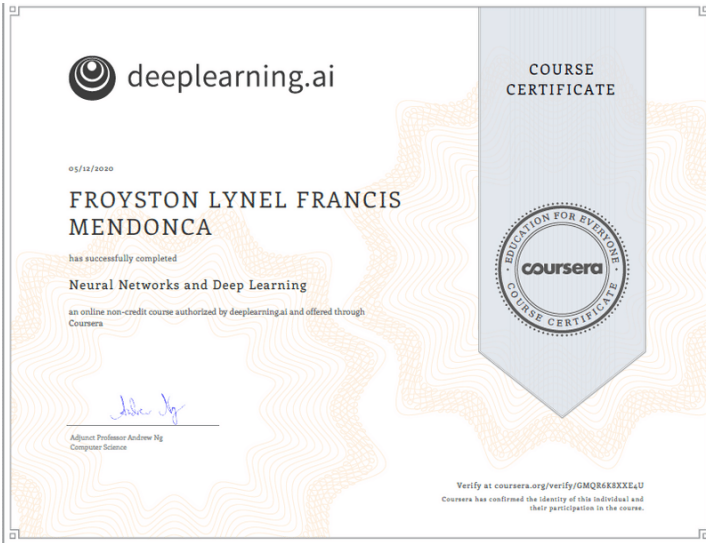 deeplearning.ai
COURSE
CERTIFICATE
05/12/2020
FROYSTON LYNEL FRANCIS
MENDONCA
has successfully completed
Neural Networks and Deep Learning
an online non-credit course authorized by deeplearning.ai and offered through
Coursera
EDUCATION FOR EVERYONE
coursera
COURSE CERTIFICATE
Andrew Ng
Adjunct Professor Andrew Ng
Computer Science
Verify at coursera.org/verify/GMQR6K8XXE4U
Coursera has confirmed the identity of this individual and
their participation in the course.